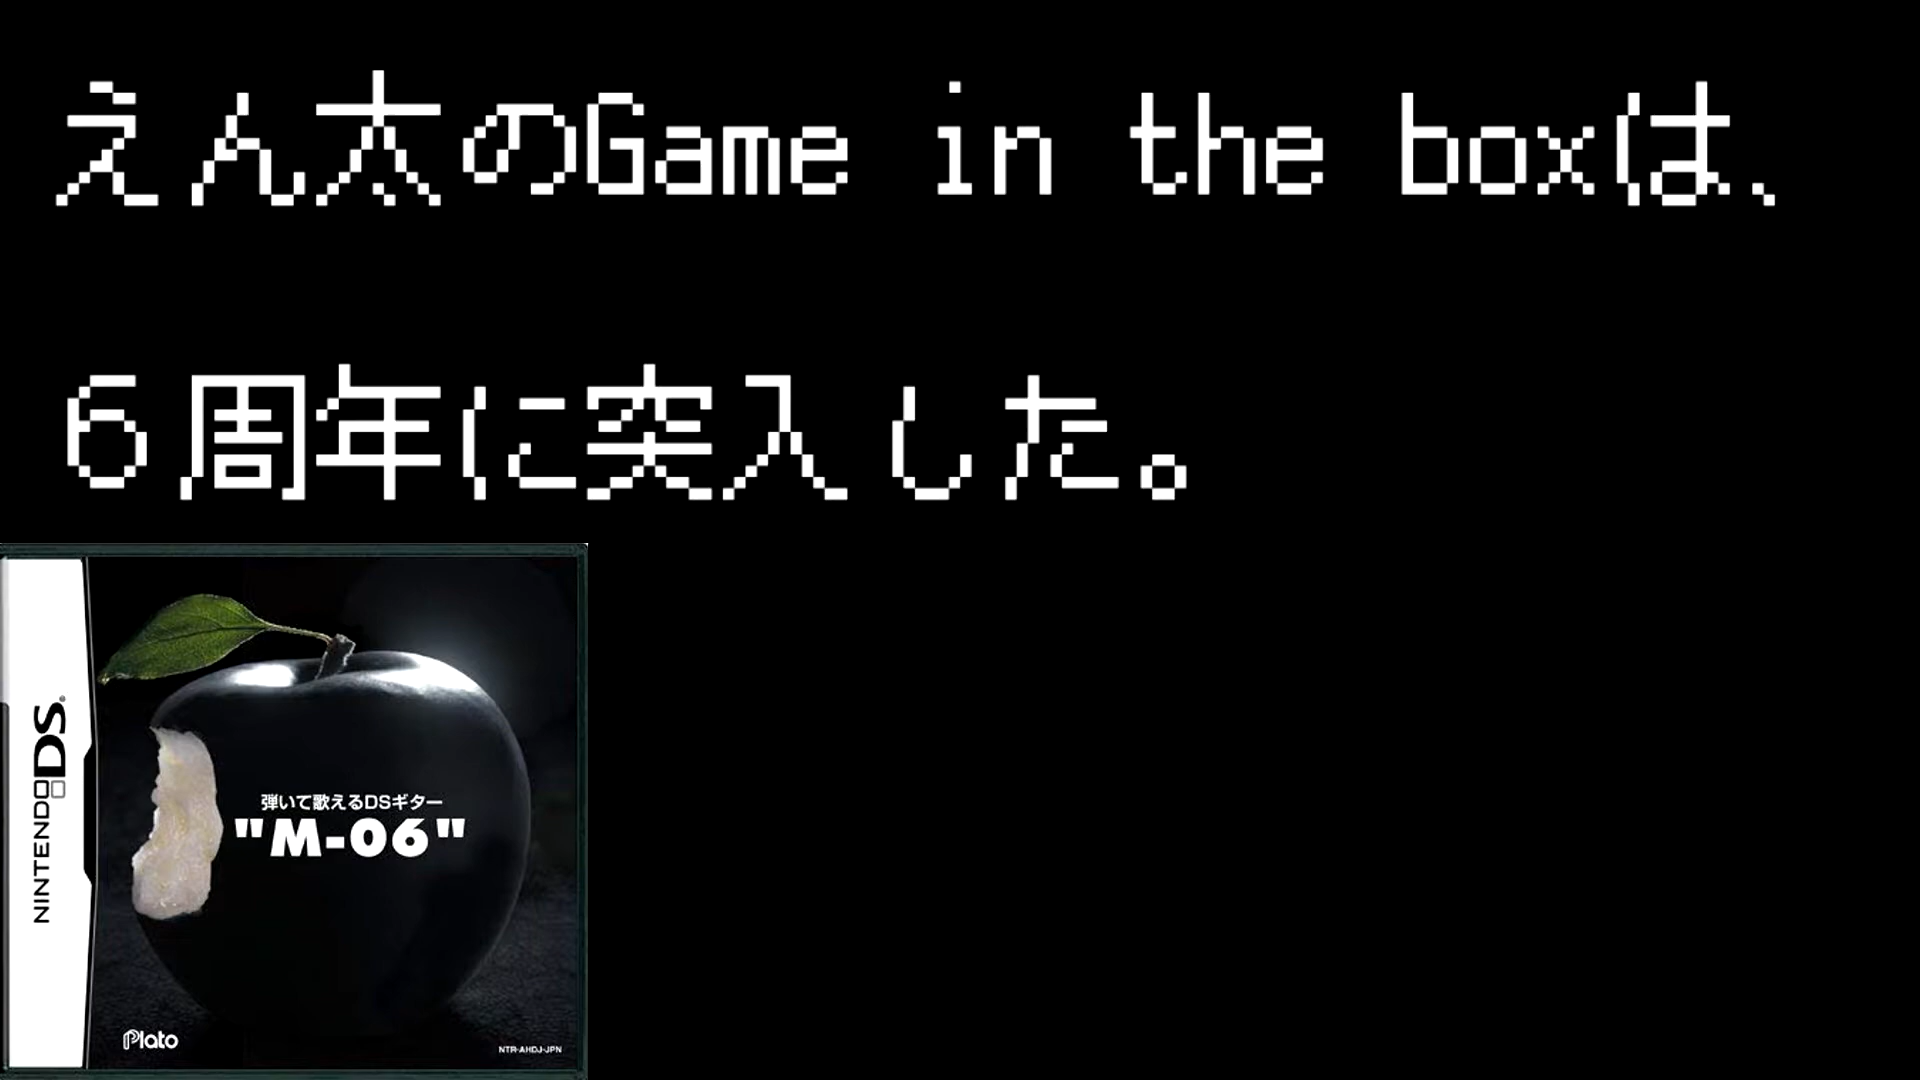 えん太のGame in the boxは、
６周年に突入した。
NINTENDO DS
弾いて歌えるDSギター
"M-06"
Plato
NTR-AHDJ-JPN